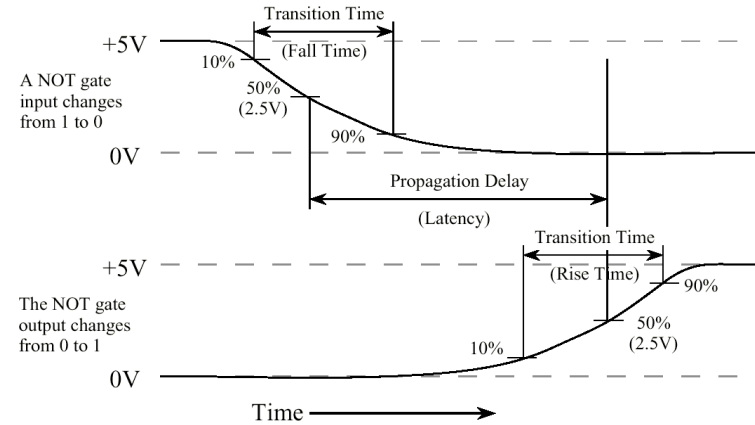 Transition Time
+5V
(Fall Time)
10%
A NOT gate
input changes
from 1 to 0
50%
(2.5V)
90%
0V
Propagation Delay
(Latency)
Transition Time
+5V
(Rise Time)
90%
The NOT gate
output changes
from 0 to 1
50%
(2.5V)
10%
0V
Time